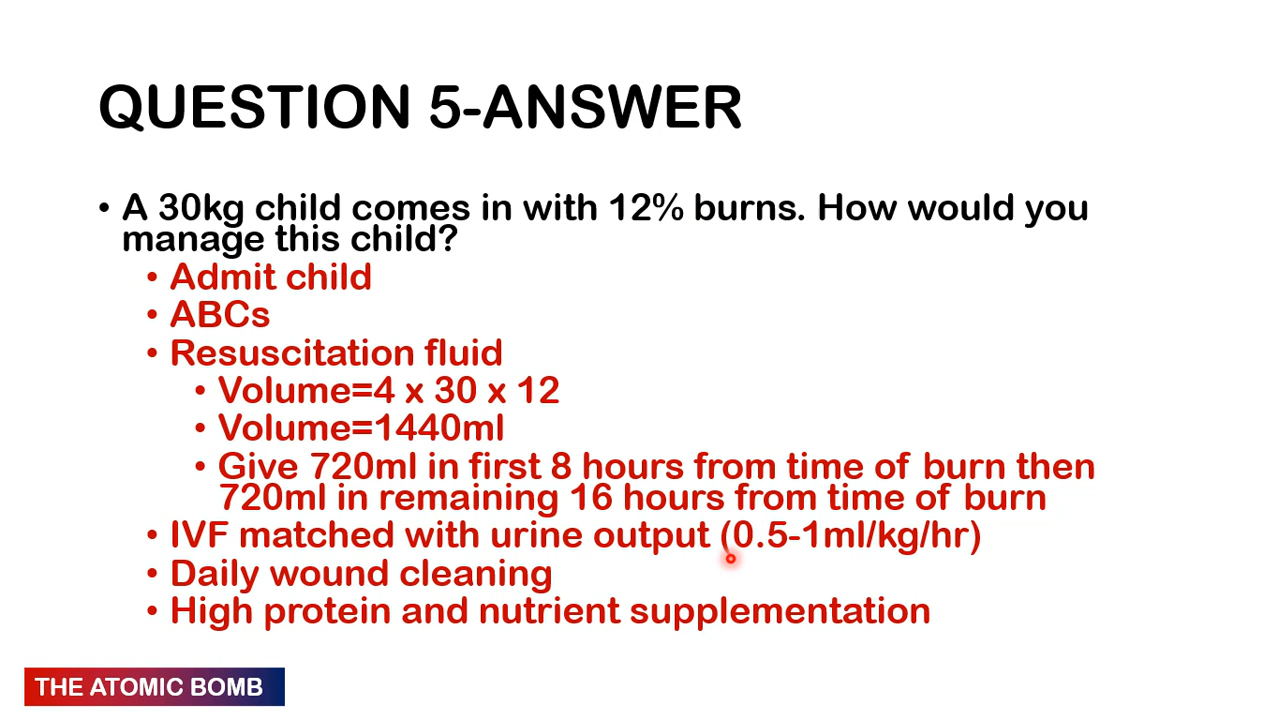 QUESTION 5-ANSWER
• A 30kg child comes in with 12% burns. How would you
manage this child?
• Admit child
• ABCs
• Resuscitation fluid
• Volume=4 x 30 x 12
• Volume=1440ml
• Give 720ml in first 8 hours from time of burn then
720ml in remaining 16 hours from time of burn
• IVF matched with urine output (0.5-1ml/kg/hr)
• Daily wound cleaning
• High protein and nutrient supplementation
THE ATOMIC BOMB